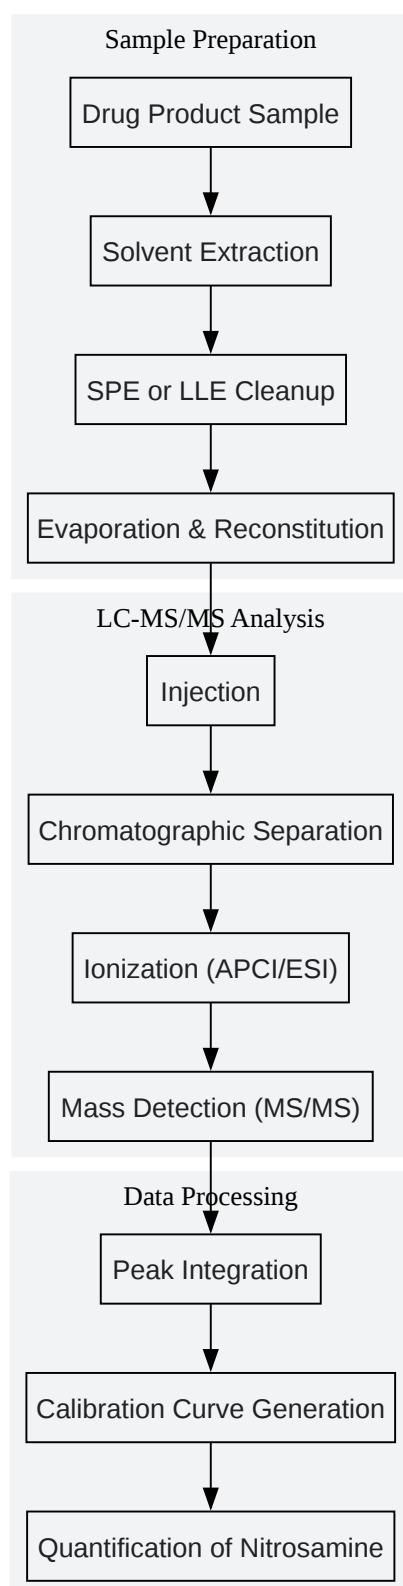 Sample Preparation
Drug Product Sample
Solvent Extraction
SPE or LLE Cleanup
Evaporation & Reconstitution
LC-MS/MS Analysis
Injection
Chromatographic Separation
Ionization (APCI/ESI)
Mass Detection (MS/MS)
Data Processing
Peak Integration
Calibration Curve Generation
Quantification of Nitrosamine